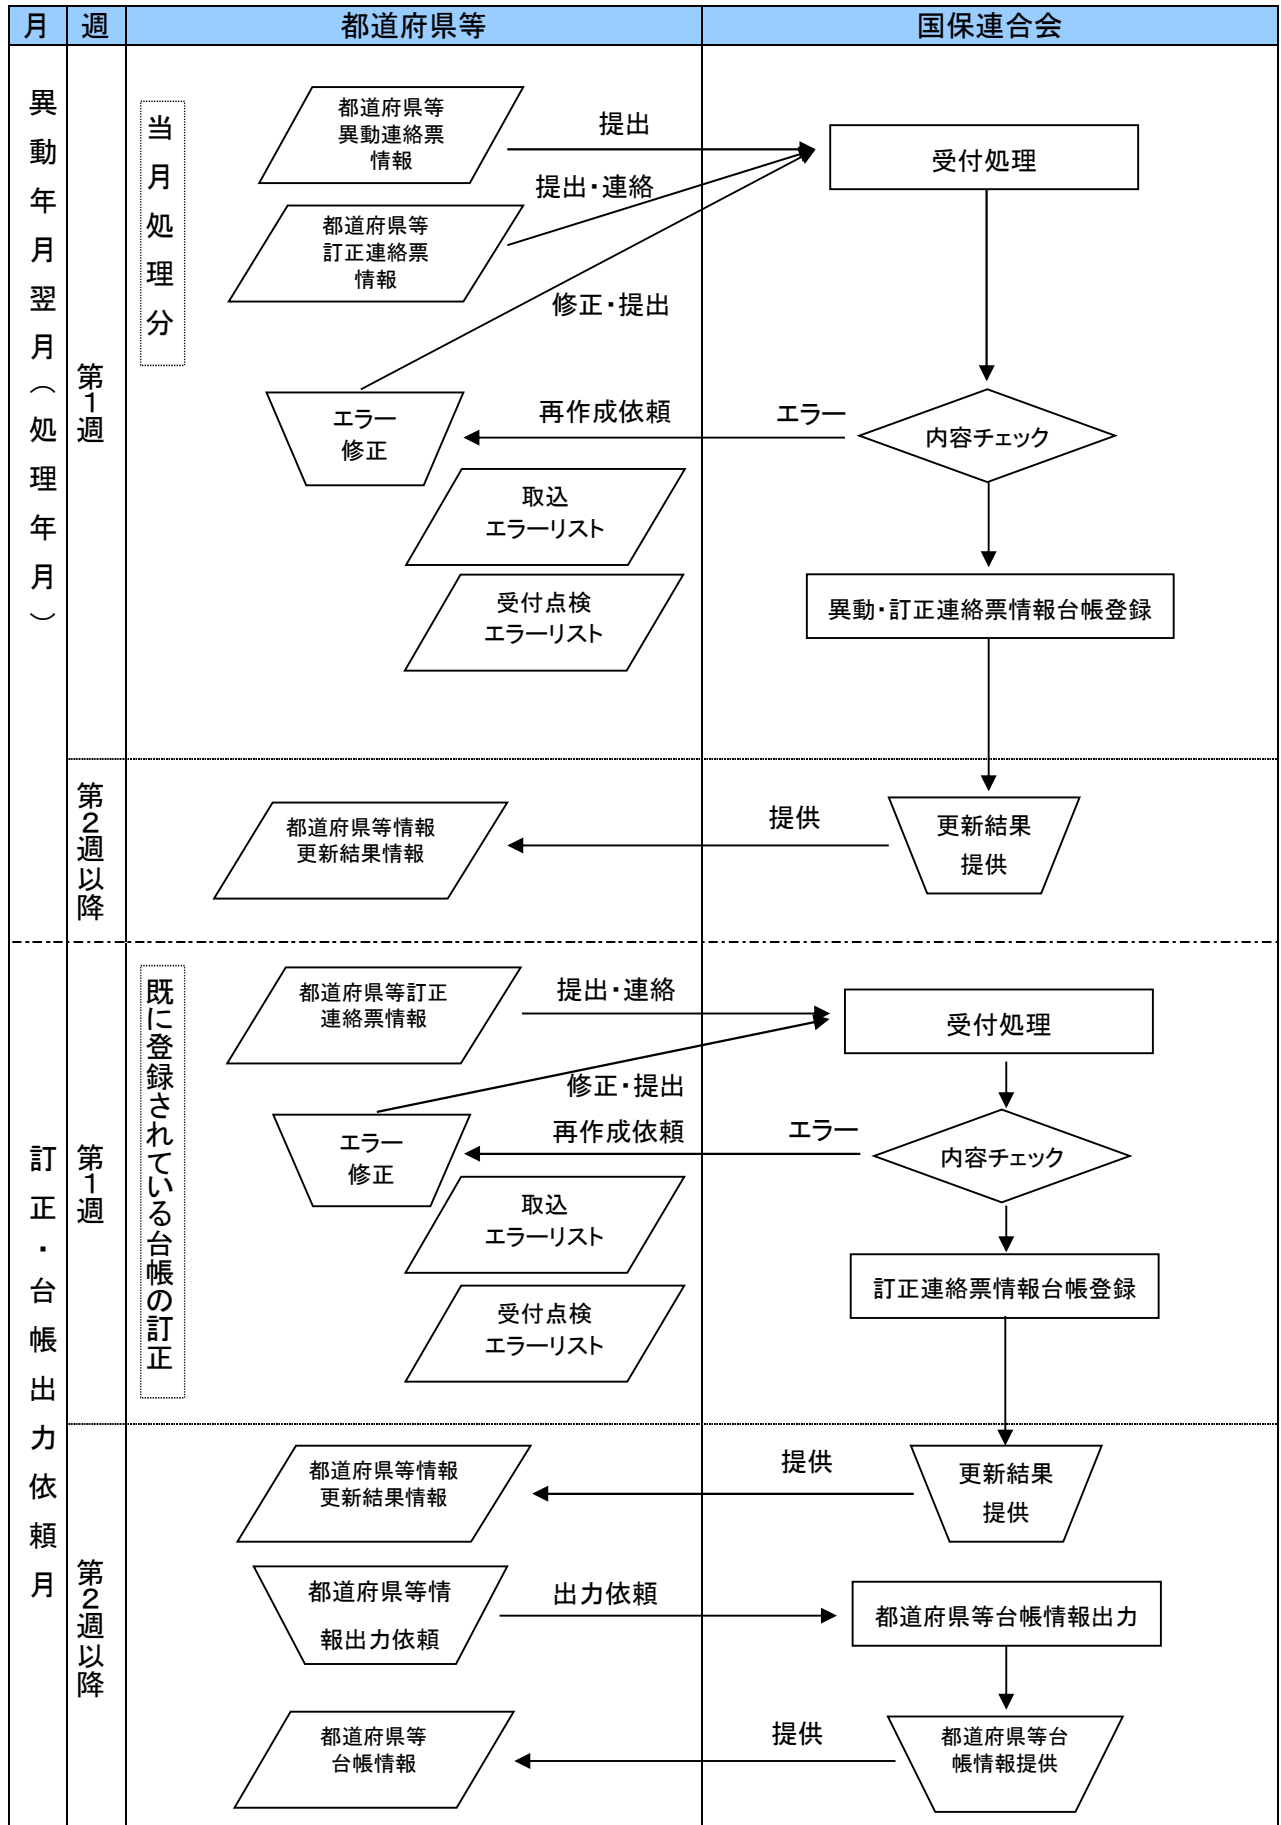 月
週
都道府県等
国保連合会
異動年月翌月（処理年月）
第1週
当月処理分
都道府県等
異動連絡票
情報
提出
受付処理
都道府県等
訂正連絡票
情報
提出・連絡
修正・提出
エラー
修正
再作成依頼
エラー
内容チェック
取込
エラーリスト
受付点検
エラーリスト
異動・訂正連絡票情報台帳登録
第2週以降
都道府県等情報
更新結果情報
提供
更新結果
提供
訂正・台帳出力依頼月
第1週
既に登録されている台帳の訂正
都道府県等訂正
連絡票情報
提出・連絡
受付処理
修正・提出
エラー
修正
再作成依頼
エラー
内容チェック
取込
エラーリスト
受付点検
エラーリスト
訂正連絡票情報台帳登録
第2週以降
都道府県等情報
更新結果情報
提供
更新結果
提供
都道府県等情
報出力依頼
出力依頼
都道府県等台帳情報出力
都道府県等
台帳情報
提供
都道府県等台
帳情報提供